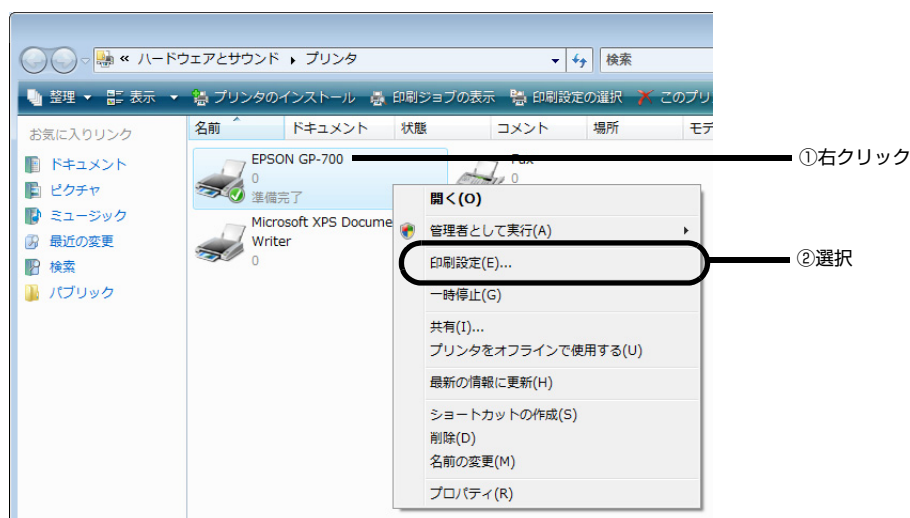 « ハードウェアとサウンド ▸ プリンタ
検索
整理 ▼ 表示 ▼ プリンタのインストール 印刷ジョブの表示 印刷設定の選択 このプリ
お気に入りリンク
名前 ドキュメント 状態 コメント 場所 モデ
ドキュメント
ピクチャ
ミュージック
最近の変更
検索
パブリック
EPSON GP-700
0
準備完了
Fax
0
Microsoft XPS Docume
Writer
0
開く(O)
管理者として実行(A)
印刷設定(E)...
一時停止(G)
共有(I)...
プリンタをオフラインで使用する(U)
最新の情報に更新(H)
ショートカットの作成(S)
削除(D)
名前の変更(M)
プロパティ(R)
①右クリック
②選択